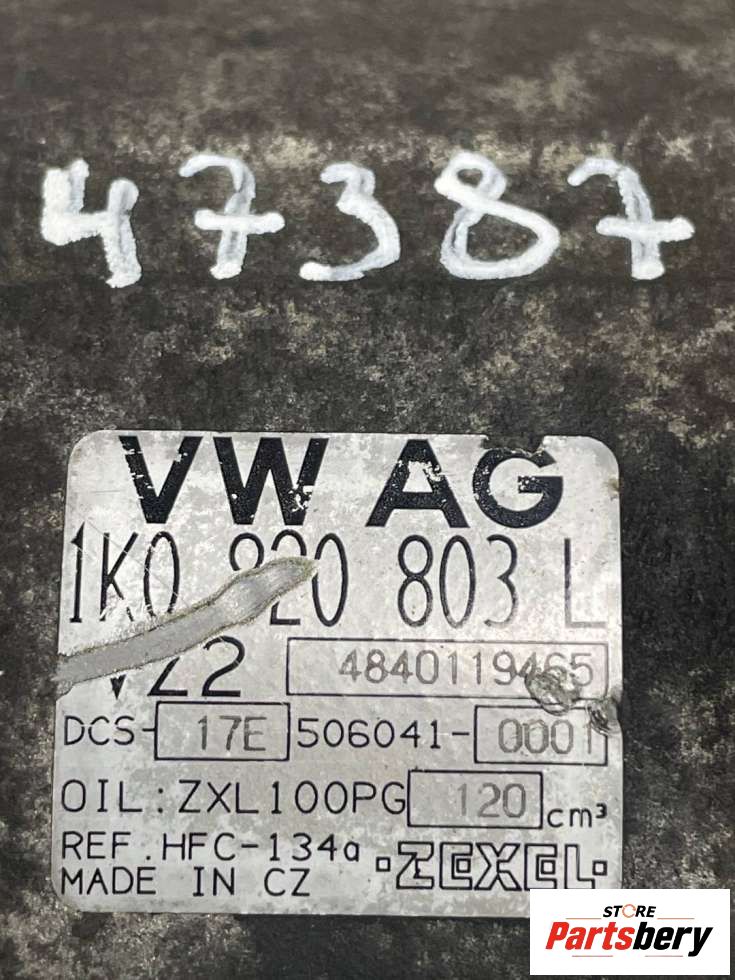 47387
VW AG
1K0 820 803 L
4840119465
DCS-17E 506041-0001
OIL: ZXL100PG 120 cm³
REF. HFC-134a ZEXEL
MADE IN CZ
STORE
Partsbery